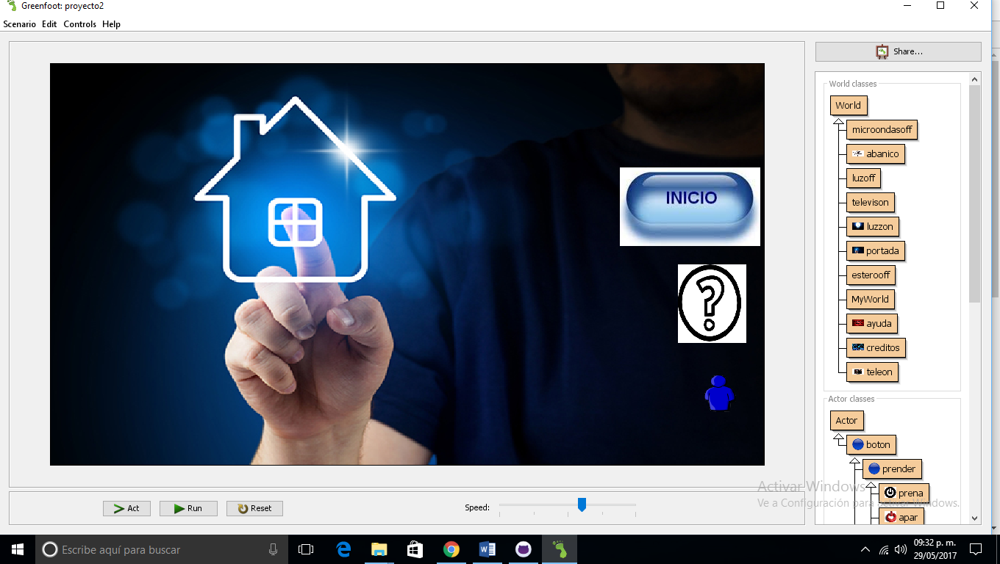 Greenfoot: proyecto2
Scenario Edit Controls Help
Share...
World classes
World
microondasoff
abanico
luzoff
televison
luzzon
portada
esterooff
MyWorld
ayuda
creditos
teleon
INICIO
?
Actor classes
Actor
boton
prender
prena
apar
Activar Windows
Ve a Configuración para activar Windows.
Act Run Reset Speed:
Escribe aquí para buscar
09:32 p. m.
29/05/2017